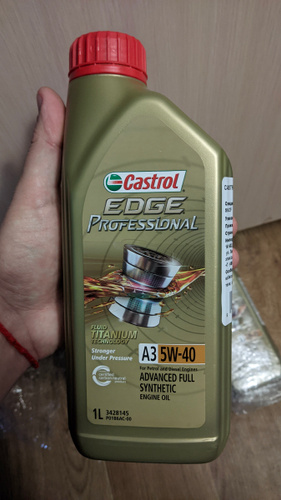 Castrol
EDGE
PROFESSIONAL
FLUID
TITANIUM
TECHNOLOGY
Stronger
Under Pressure
A3 5W-40
For Petrol and Diesel Engines
ADVANCED FULL
SYNTHETIC
ENGINE OIL
1L 3428145